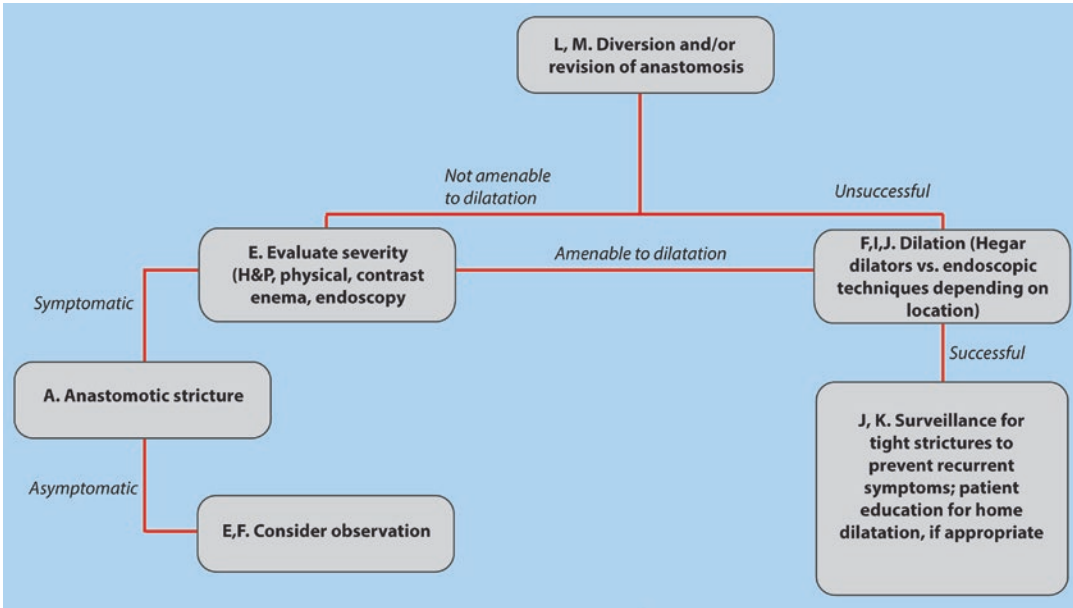 L, M. Diversion and/or
revision of anastomosis
Not amenable
to dilatation
Unsuccessful
E. Evaluate severity
(H&P, physical, contrast
enema, endoscopy
Amenable to dilatation
F,I,J. Dilation (Hegar
dilators vs. endoscopic
techniques depending on
location)
Symptomatic
Successful
A. Anastomotic stricture
J, K. Surveillance for
tight strictures to
prevent recurrent
symptoms; patient
education for home
dilatation, if appropriate
Asymptomatic
E,F. Consider observation